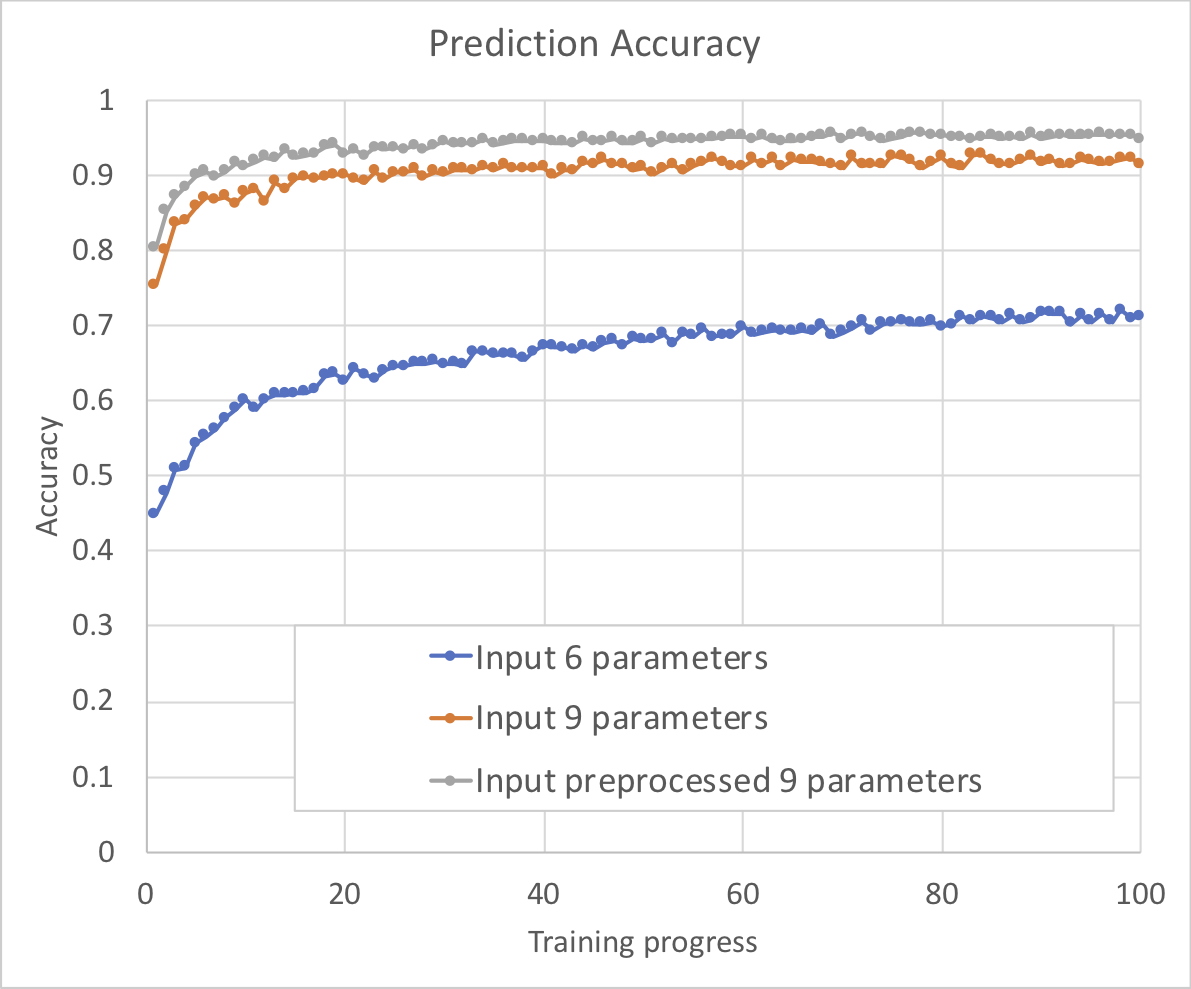 Prediction Accuracy
1
0.9
0.8
0.7
0.6
0.5
0.4
0.3
0.2
0.1
0
Accuracy
Input 6 parameters
Input 9 parameters
Input preprocessed 9 parameters
0 20 40 60 80 100
Training progress